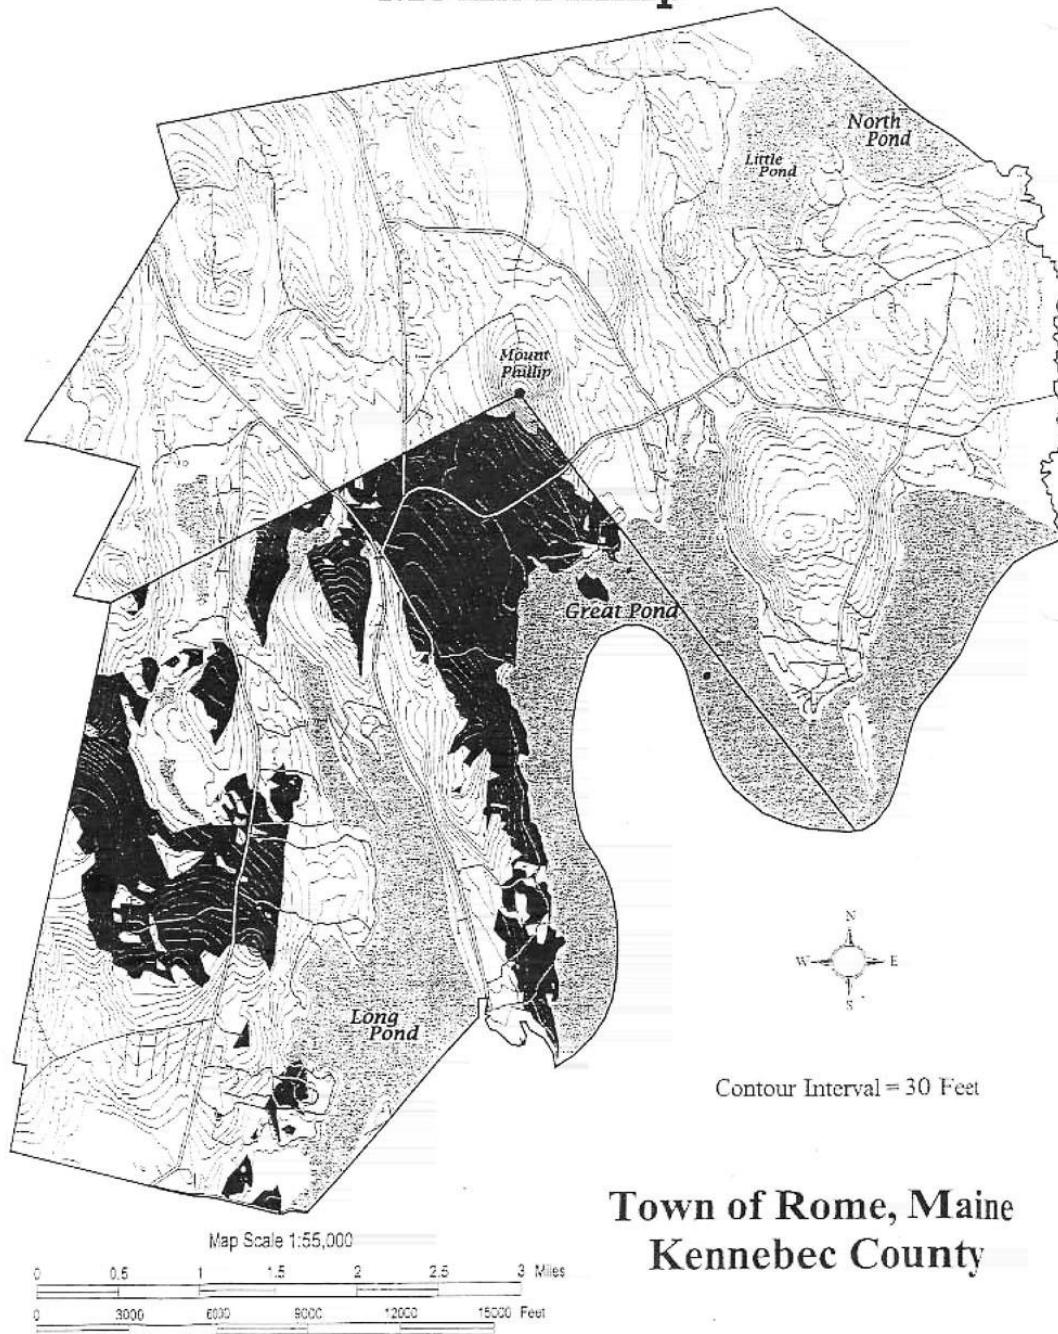 North
Pond
Little
Pond
Mount
Phillip
Great Pond
Long
Pond
N
W
E
S
Contour Interval = 30 Feet
Town of Rome, Maine
Kennebec County
Map Scale 1:55,000
0 0.5 1 1.5 2 2.5 3 Miles
0 3000 6000 9000 12000 15000 Feet